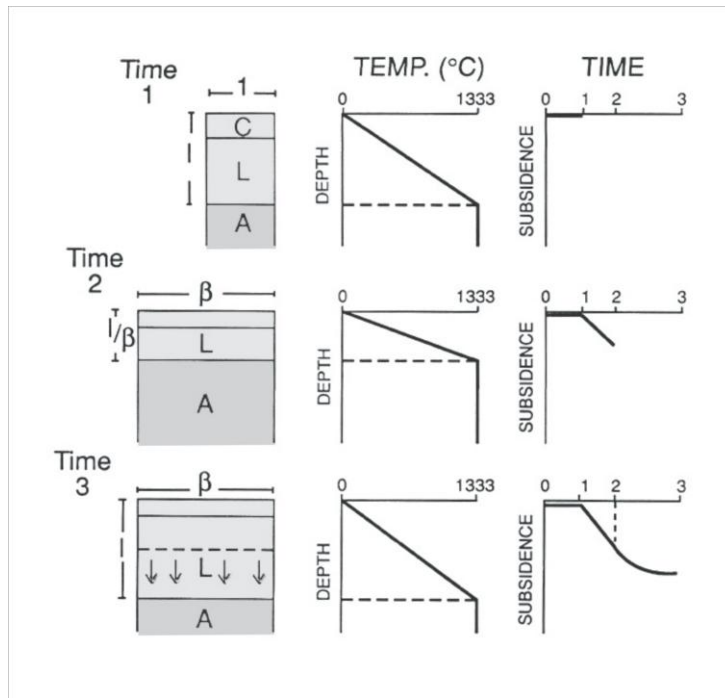 TEMP. (°C)
TIME
Time
1
1
0
1333
0
1
2
3
C
L
A
l
DEPTH
SUBSIDENCE
Time
2
β
0
1333
0
1
2
3
l/β
L
A
DEPTH
SUBSIDENCE
Time
3
β
0
1333
0
1
2
3
l
L
A
DEPTH
SUBSIDENCE